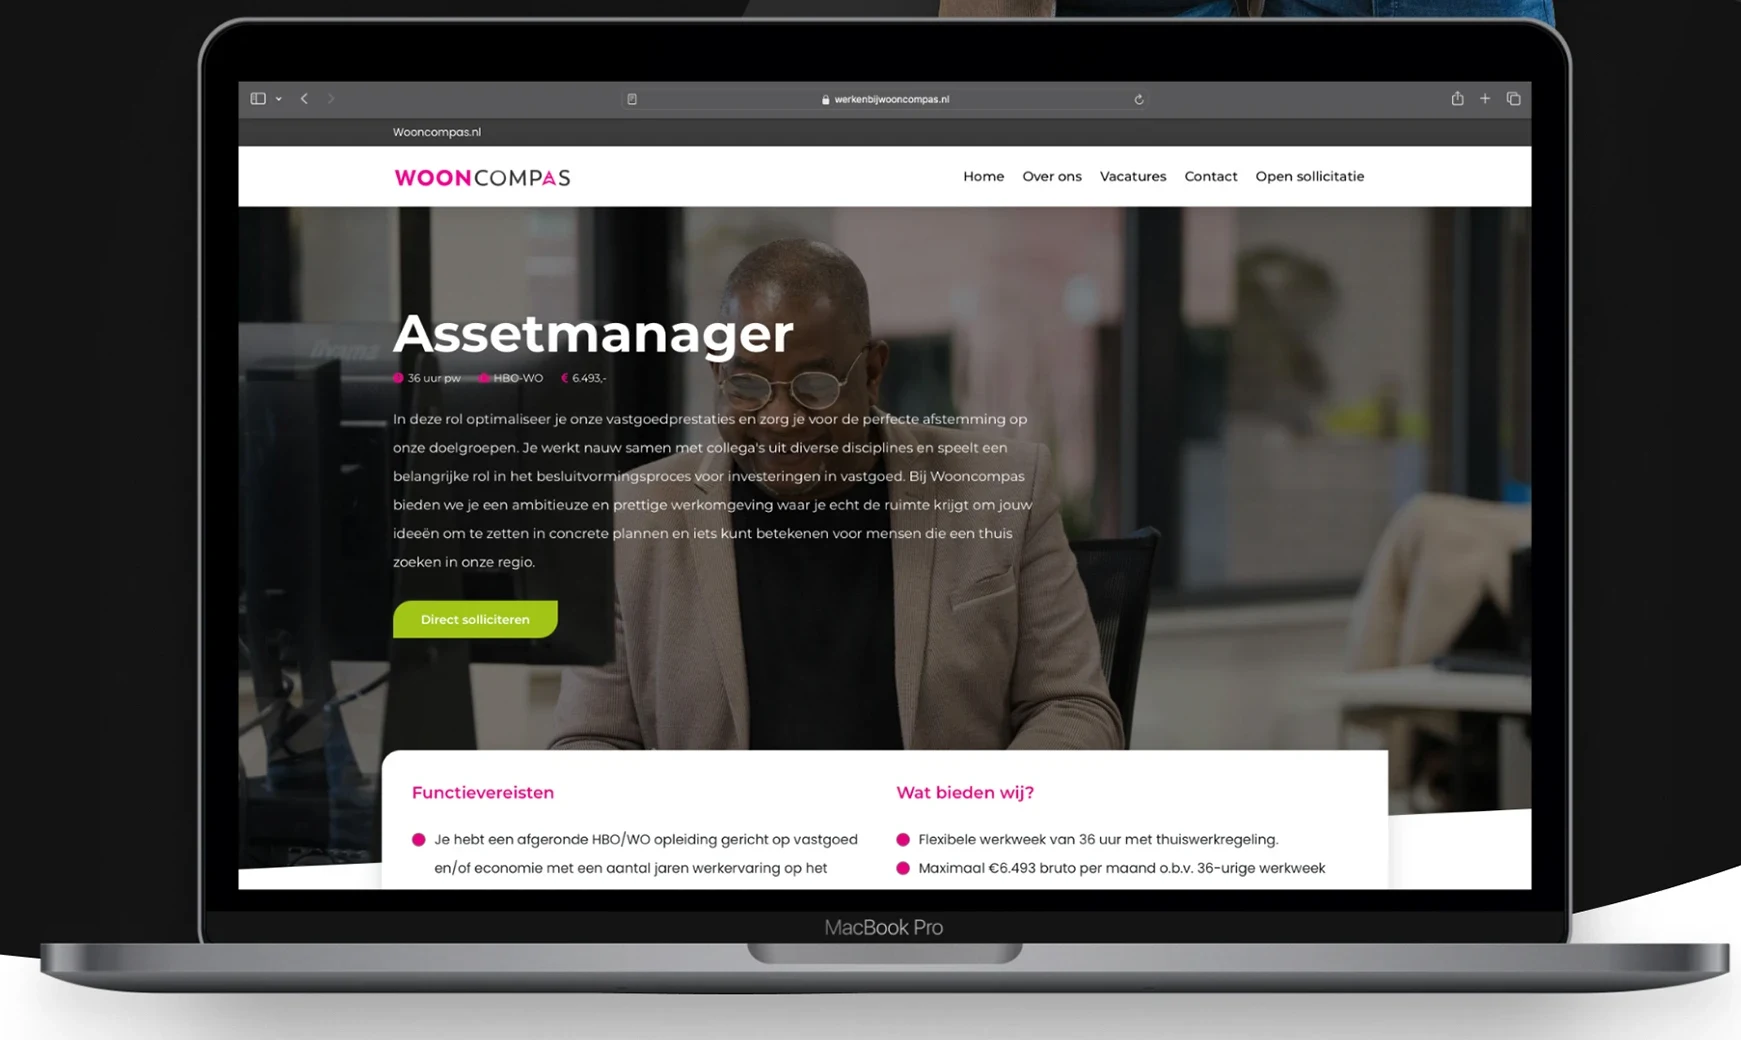 werkenbijwooncompas.nl
Wooncompas.nl
WOONCOMPAS
Home Over ons Vacatures Contact Open sollicitatie
Assetmanager
36 uur pw HBO-WO € 6.493,-
In deze rol optimaliseer je onze vastgoedprestaties en zorg je voor de perfecte afstemming op
onze doelgroepen. Je werkt nauw samen met collega's uit diverse disciplines en speelt een
belangrijke rol in het besluitvormingsproces voor investeringen in vastgoed. Bij Wooncompas
bieden we je een ambitieuze en prettige werkomgeving waar je echt de ruimte krijgt om jouw
ideeën om te zetten in concrete plannen en iets kunt betekenen voor mensen die een thuis
zoeken in onze regio.
Direct solliciteren
Functievereisten
Je hebt een afgeronde HBO/WO opleiding gericht op vastgoed
en/of economie met een aantal jaren werkervaring op het
Wat bieden wij?
Flexibele werkweek van 36 uur met thuiswerkregeling.
Maximaal €6.493 bruto per maand o.b.v. 36-urige werkweek
MacBook Pro